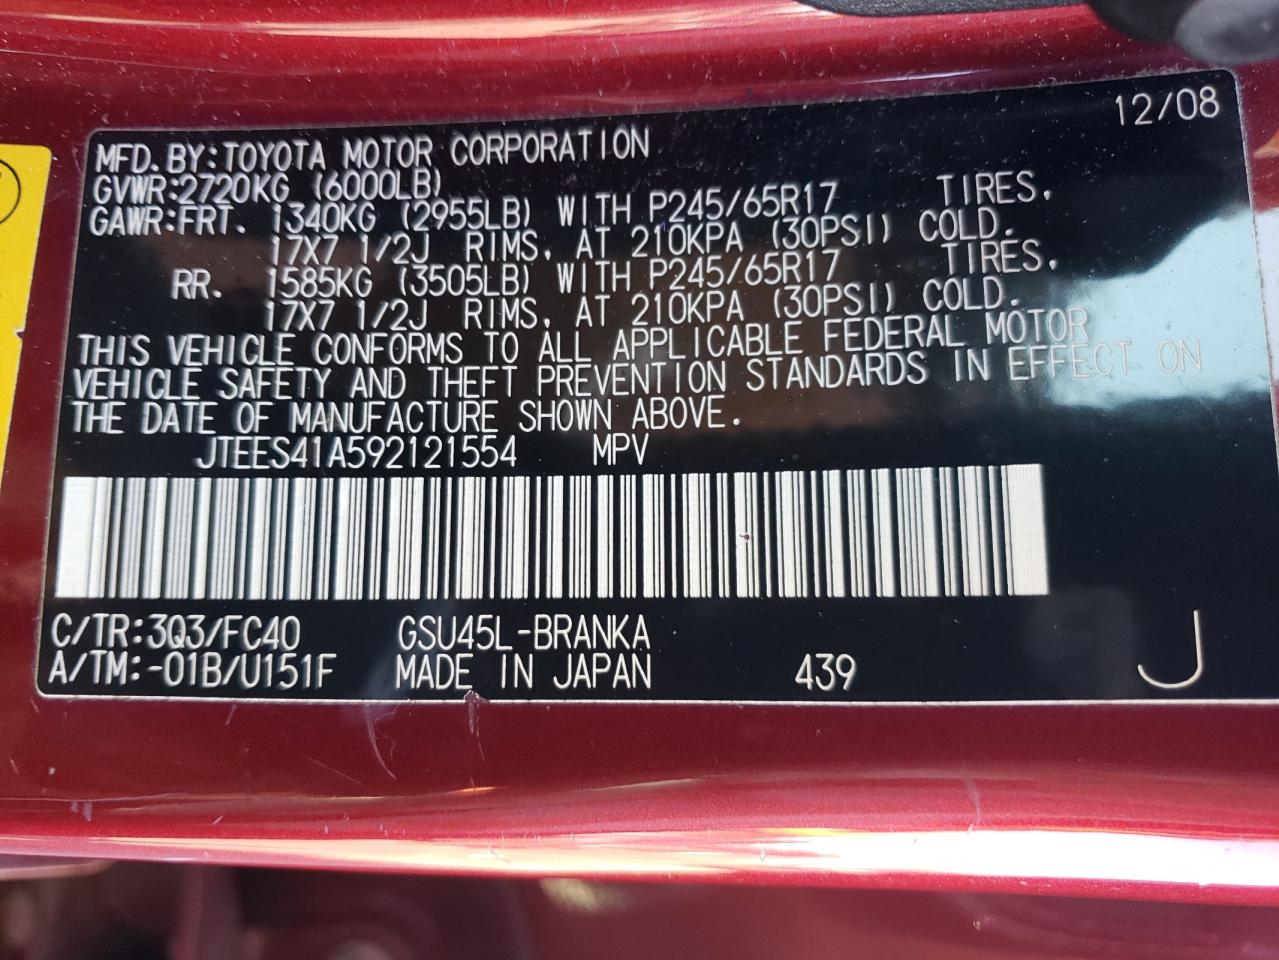 12/08
MFD.BY:TOYOTA MOTOR CORPORATION
GVWR:2720KG (6000LB)
GAWR:FRT. 1340KG (2955LB) WITH P245/65R17 TIRES,
17X7 1/2J RIMS, AT 210KPA (30PSI) COLD.
RR. 1585KG (3505LB) WITH P245/65R17 TIRES,
17X7 1/2J RIMS, AT 210KPA (30PSI) COLD.
THIS VEHICLE CONFORMS TO ALL APPLICABLE FEDERAL MOTOR
VEHICLE SAFETY AND THEFT PREVENTION STANDARDS IN EFFECT ON
THE DATE OF MANUFACTURE SHOWN ABOVE.
JTEES41A592121554 MPV
C/TR:3Q3/FC40 GSU45L-BRANKA
A/TM:-01B/U151F MADE IN JAPAN 439 J